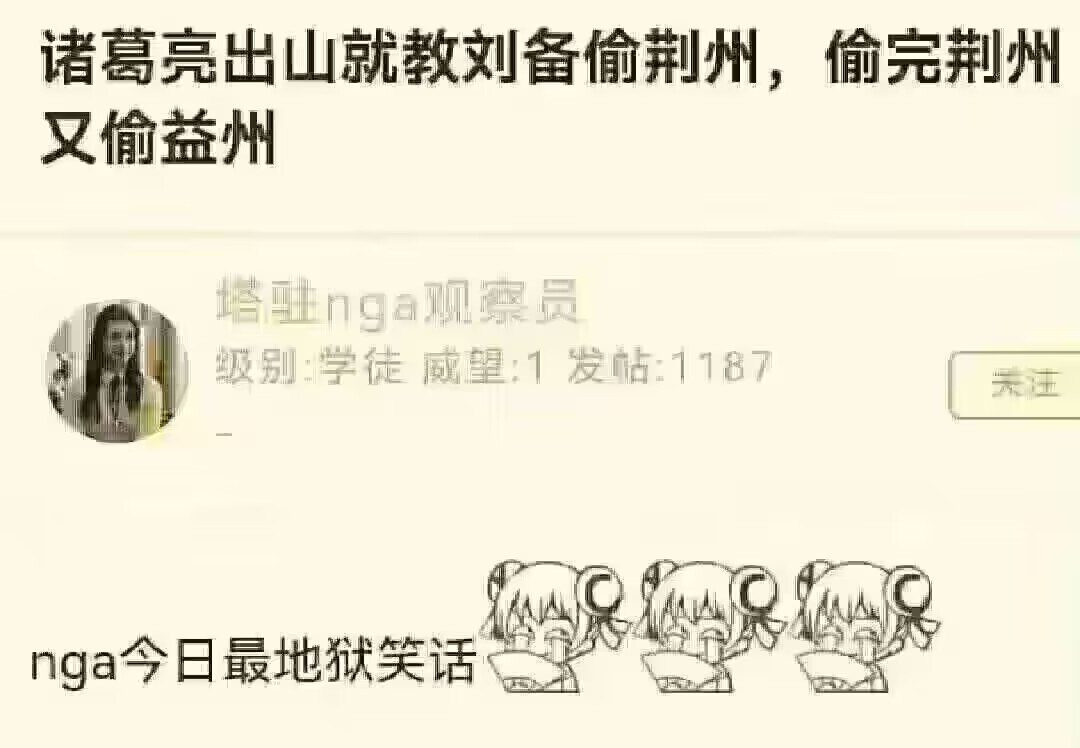 诸葛亮出山就教刘备偷荆州，偷完荆州
又偷益州
塔驻nga观察员
级别:学徒 威望:1 发帖:1187
关注
nga今日最地狱笑话